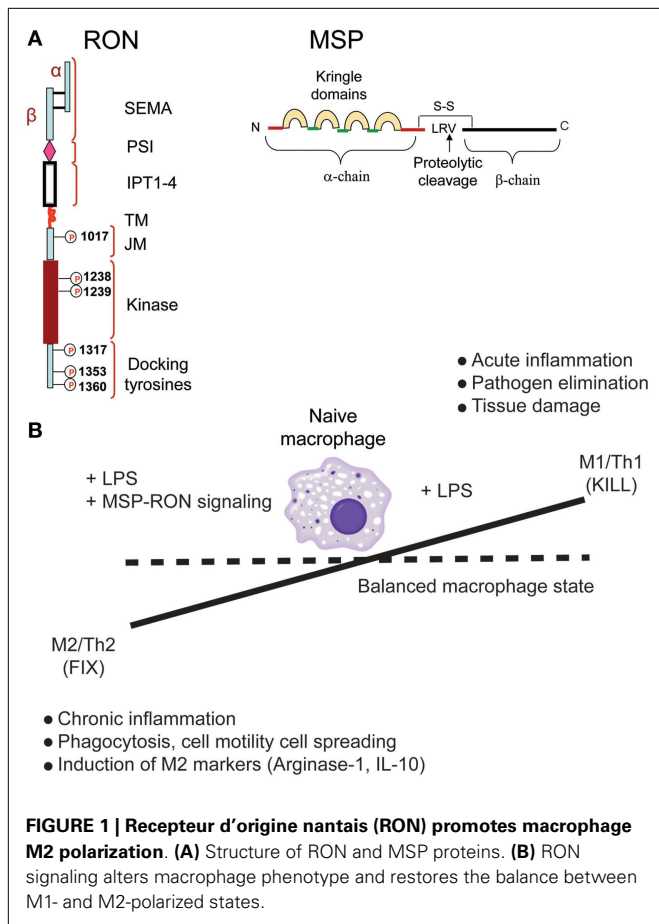 A
RON
MSP
α
β
SEMA
PSI
IPT1-4
TM
JM
Kinase
Docking
tyrosines
P 1017
P 1238
P 1239
P 1317
P 1353
P 1360
Kringle
domains
S-S
N
LRV
C
Proteolytic
cleavage
α-chain
β-chain
● Acute inflammation
● Pathogen elimination
● Tissue damage
B
Naive
macrophage
+ LPS
+ MSP-RON signaling
+ LPS
M1/Th1
(KILL)
Balanced macrophage state
M2/Th2
(FIX)
● Chronic inflammation
● Phagocytosis, cell motility cell spreading
● Induction of M2 markers (Arginase-1, IL-10)
FIGURE 1 | Recepteur d'origine nantais (RON) promotes macrophage
M2 polarization. (A) Structure of RON and MSP proteins. (B) RON
signaling alters macrophage phenotype and restores the balance between
M1- and M2-polarized states.